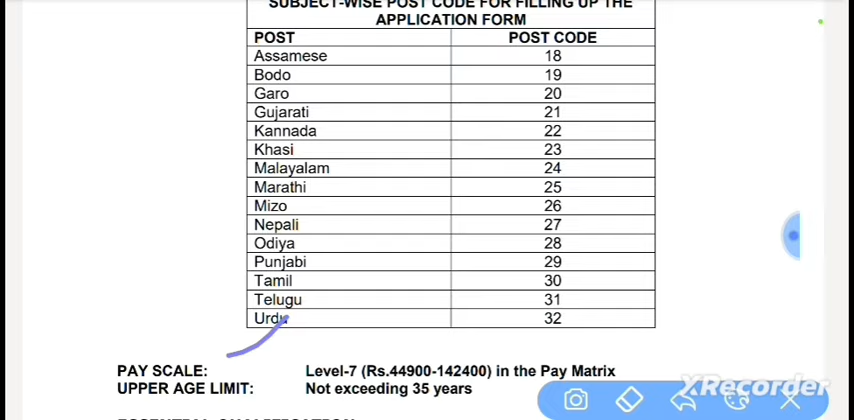 SUBJECT-WISE POST CODE FOR FILLING UP THE
APPLICATION FORM
POST POST CODE
Assamese 18
Bodo 19
Garo 20
Gujarati 21
Kannada 22
Khasi 23
Malayalam 24
Marathi 25
Mizo 26
Nepali 27
Odiya 28
Punjabi 29
Tamil 30
Telugu 31
Urdu 32
PAY SCALE: Level-7 (Rs.44900-142400) in the Pay Matrix
UPPER AGE LIMIT: Not exceeding 35 years
XRecorder